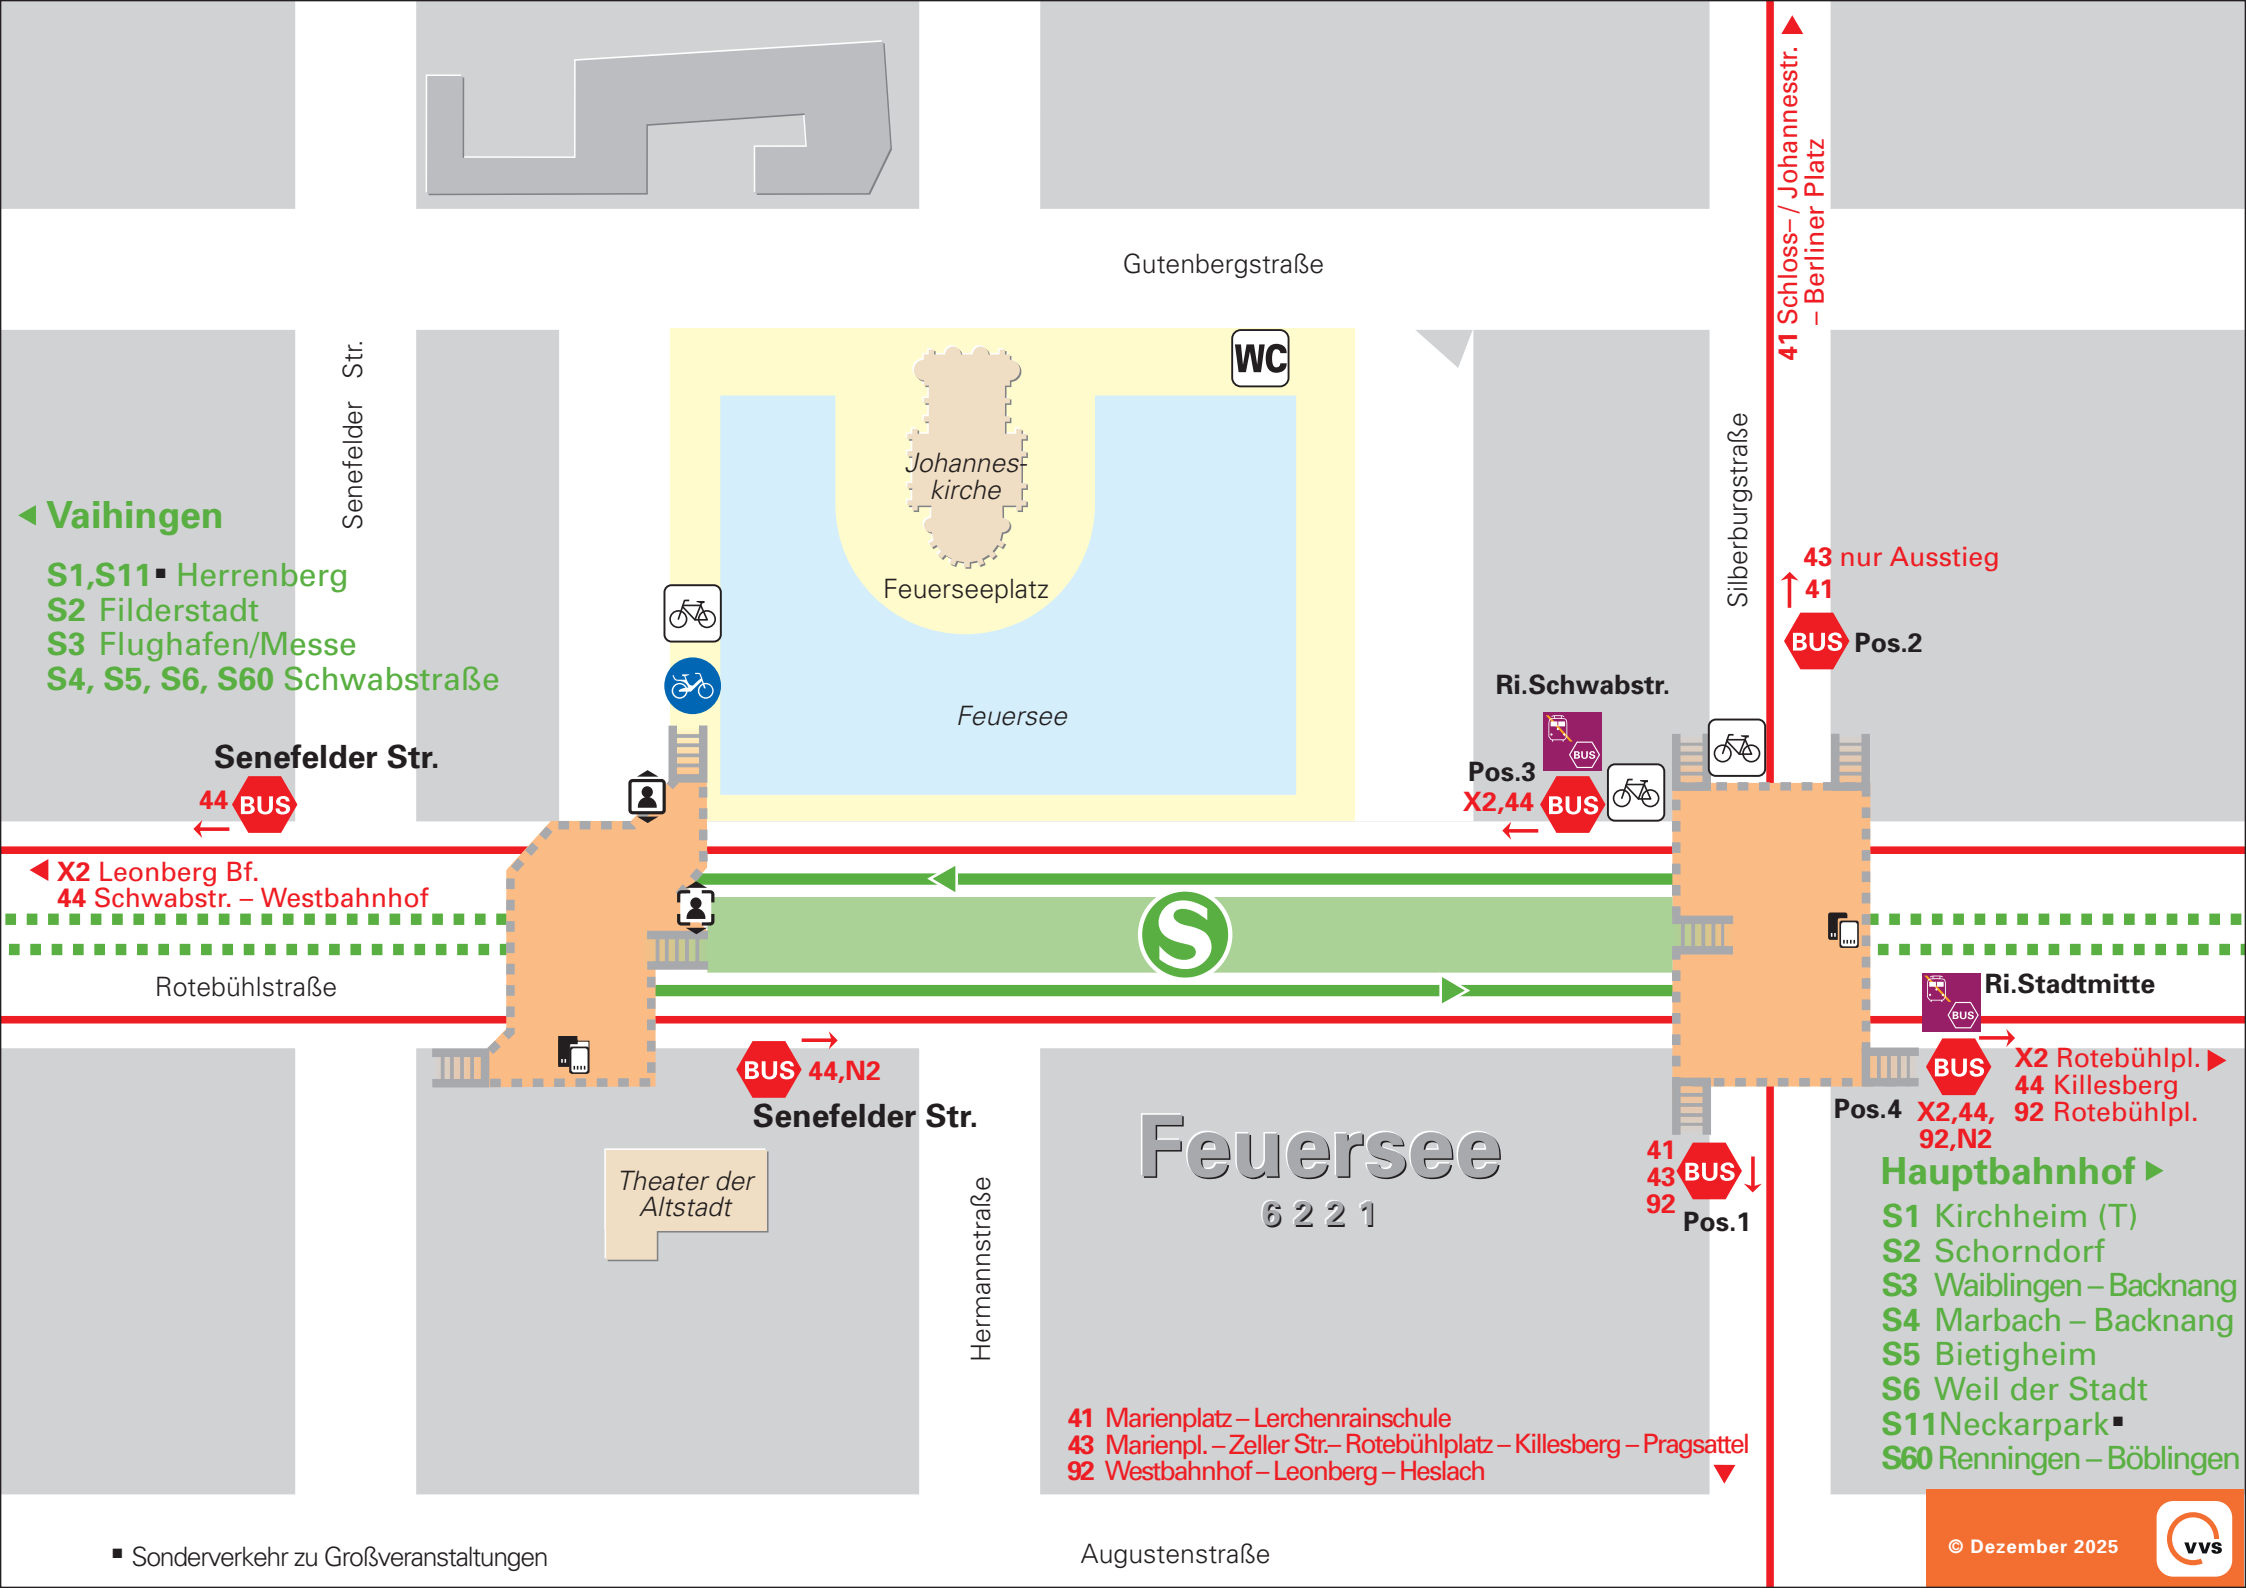 41 Schloss– / Johannesstr.
– Berliner Platz
Gutenbergstraße
Senefelder Str.
WC
Johannes-
kirche
Feuerseeplatz
Feuersee
Silberburgstraße
Vaihingen
S1,S11▪ Herrenberg
S2 Filderstadt
S3 Flughafen/Messe
S4, S5, S6, S60 Schwabstraße
43 nur Ausstieg
41
BUS Pos.2
Ri.Schwabstr.
BUS
Pos.3
X2,44 BUS
Senefelder Str.
44 BUS
X2 Leonberg Bf.
44 Schwabstr. – Westbahnhof
S
Rotebühlstraße
Ri.Stadtmitte
BUS
BUS 44,N2
Senefelder Str.
BUS
Pos.4
X2,44,
92,N2
X2 Rotebühlpl.
44 Killesberg
92 Rotebühlpl.
Feuersee
6221
41
43
92
BUS
Pos.1
Theater der
Altstadt
Hermannstraße
Hauptbahnhof
S1 Kirchheim (T)
S2 Schorndorf
S3 Waiblingen – Backnang
S4 Marbach – Backnang
S5 Bietigheim
S6 Weil der Stadt
S11 Neckarpark▪
S60 Renningen – Böblingen
41 Marienplatz – Lerchenrainschule
43 Marienpl. – Zeller Str.– Rotebühlplatz – Killesberg – Pragsattel
92 Westbahnhof – Leonberg – Heslach
▪ Sonderverkehr zu Großveranstaltungen
Augustenstraße
© Dezember 2025
vvs